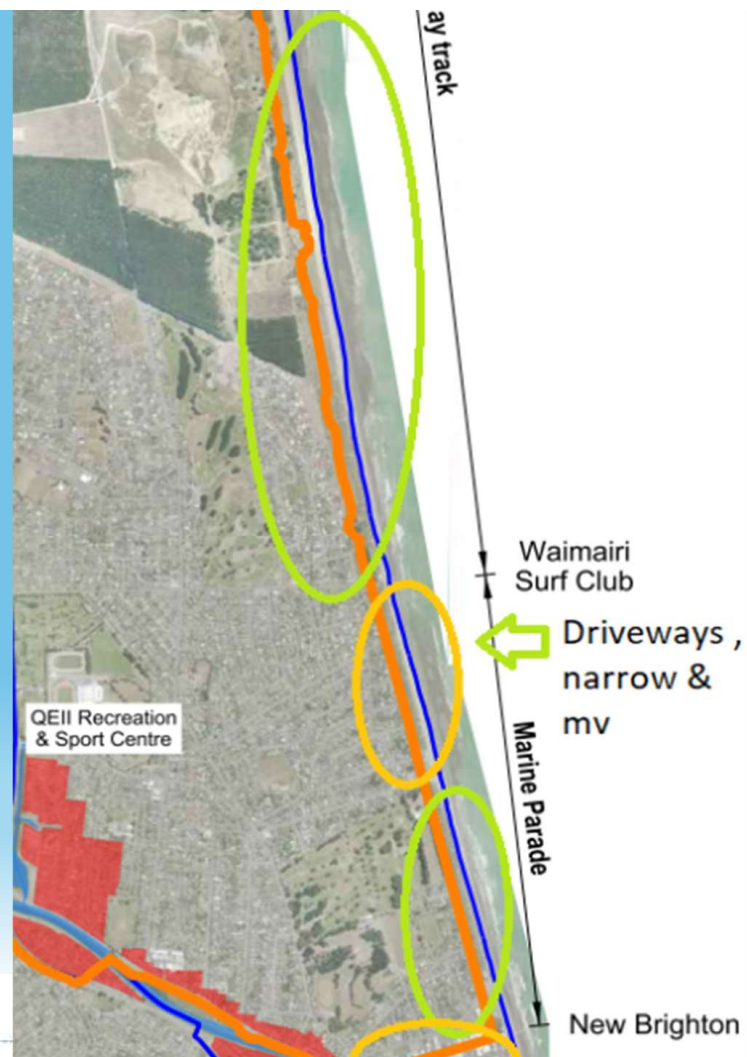 ay track
Waimairi
Surf Club
Driveways ,
narrow &
mv
QEII Recreation
& Sport Centre
Marine Parade
New Brighton